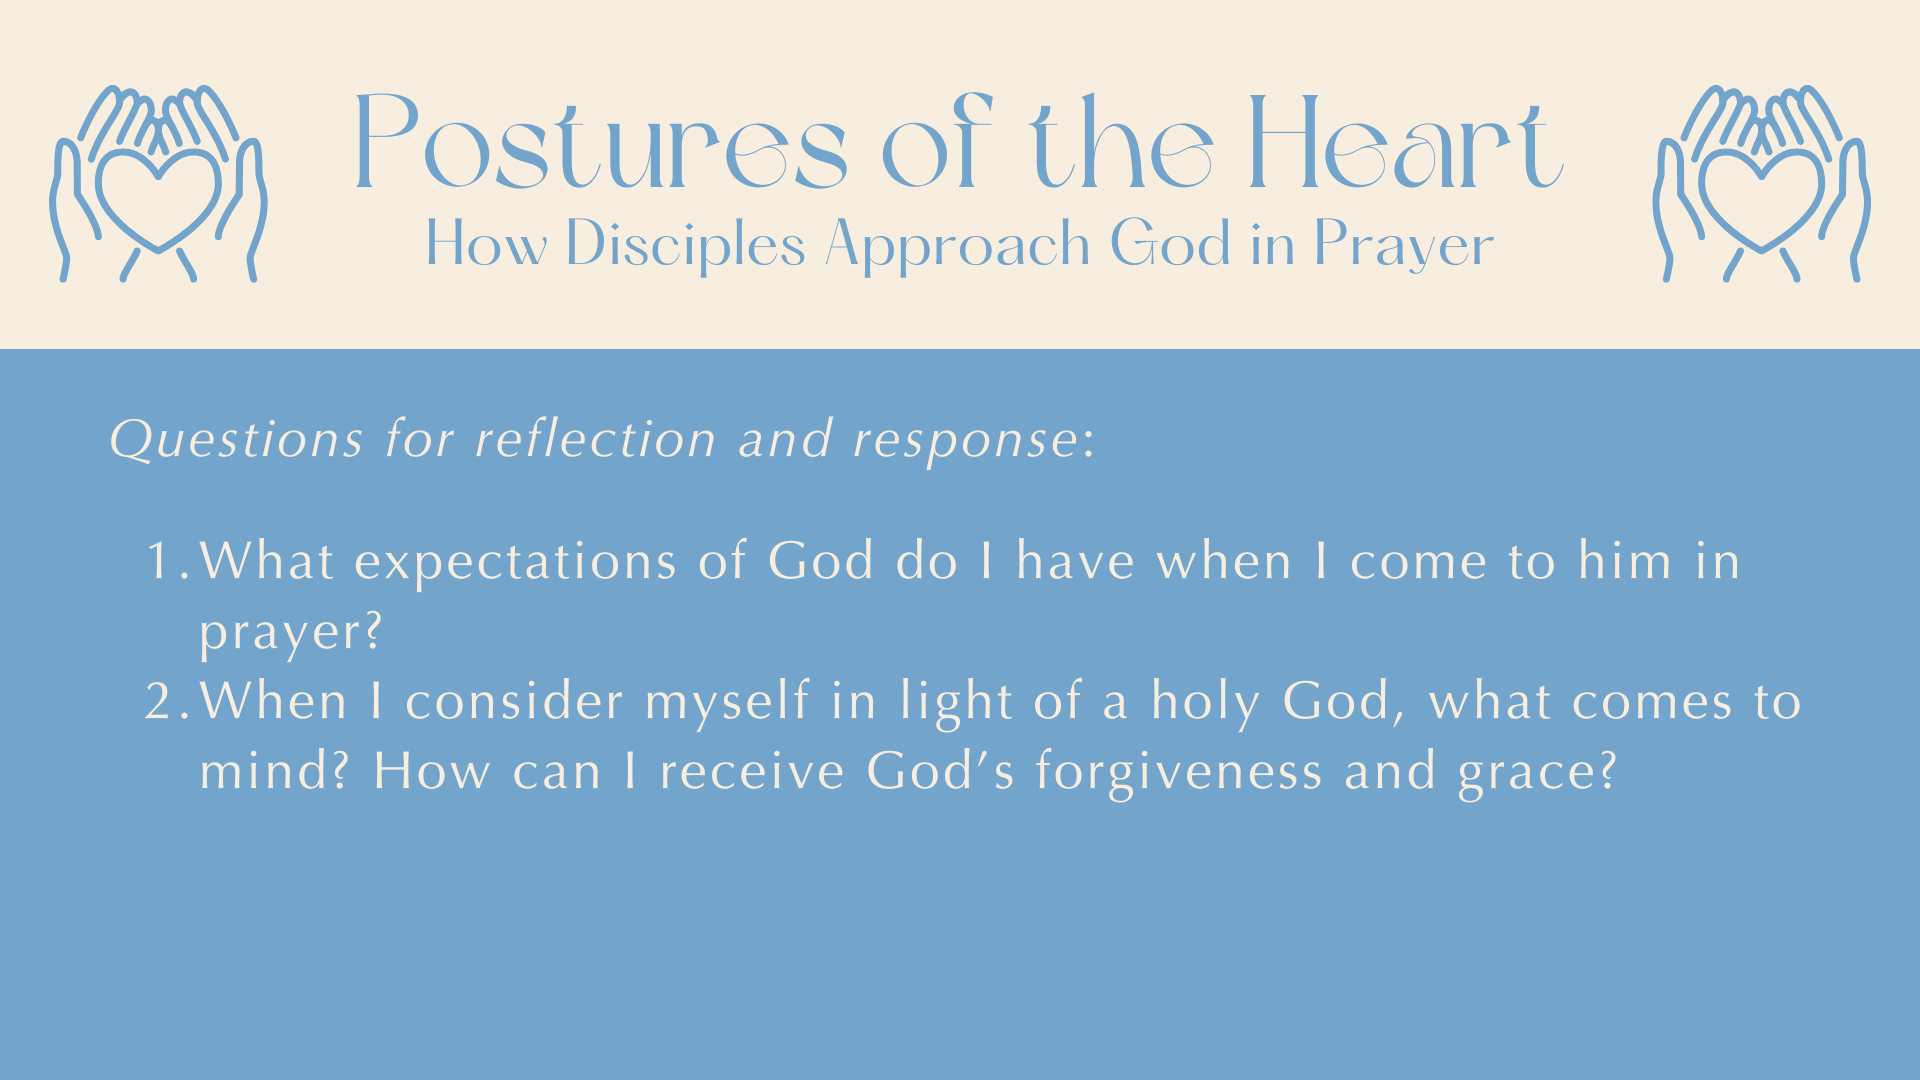 Postures of the Heart
How Disciples Approach God in Prayer
Questions for reflection and response:
1. What expectations of God do I have when I come to him in
prayer?
2. When I consider myself in light of a holy God, what comes to
mind? How can I receive God’s forgiveness and grace?